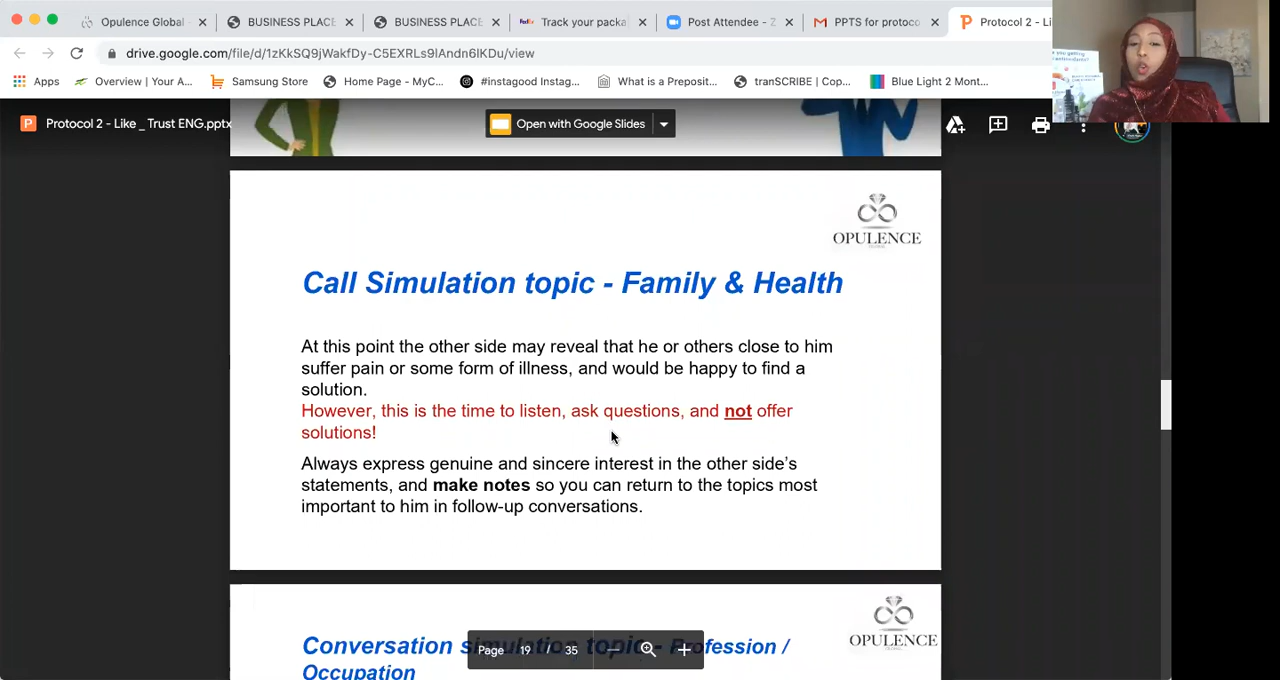 Opulence Global -
BUSINESS PLACE
BUSINESS PLACE
FedEx Track your packa
Post Attendee - Z
PPTS for protoco
Protocol 2 - Li
drive.google.com/file/d/1zKkSQ9jWakfDy-C5EXRLs9lAndn6lKDu/view
Apps
Overview | Your A...
Samsung Store
Home Page - MyC...
#instagood Instag...
What is a Preposit...
tranSCRIBE | Cop...
Blue Light 2 Mont...
P Protocol 2 - Like _ Trust ENG.pptx
Open with Google Slides
OPULENCE
Call Simulation topic - Family & Health
At this point the other side may reveal that he or others close to him
suffer pain or some form of illness, and would be happy to find a
solution.
However, this is the time to listen, ask questions, and not offer
solutions!
Always express genuine and sincere interest in the other side's
statements, and make notes so you can return to the topics most
important to him in follow-up conversations.
OPULENCE
Conversation simulation topic - Profession /
Occupation
Page 19 / 35